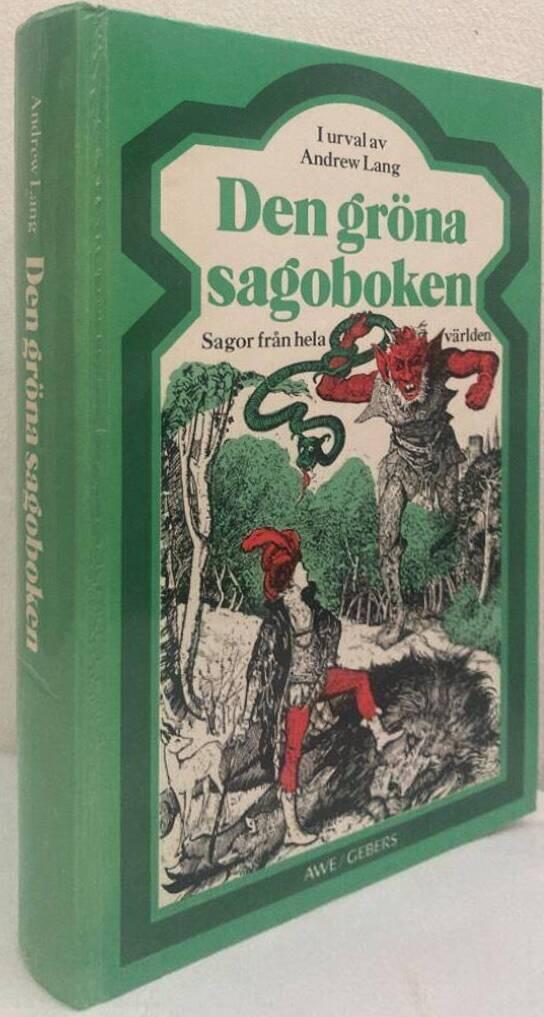 Andrew Lang Den gröna sagoboken
I urval av
Andrew Lang
Den gröna
sagoboken
Sagor från hela världen
AWE/GEBERS